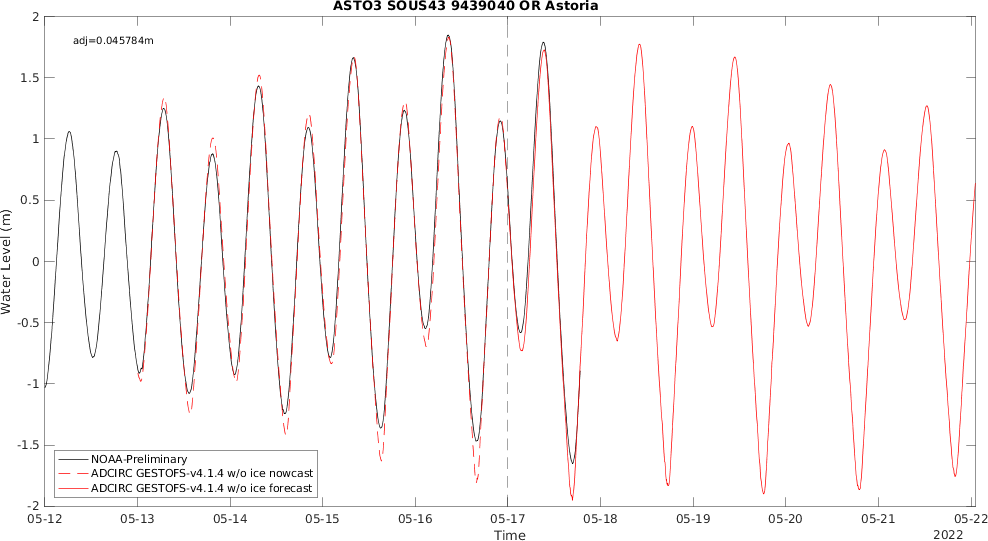 ASTO3 SOUS43 9439040 OR Astoria
adj=0.045784m
Water Level (m)
2
1.5
1
0.5
0
-0.5
-1
-1.5
-2
NOAA-Preliminary
ADCIRC GESTOFS-v4.1.4 w/o ice nowcast
ADCIRC GESTOFS-v4.1.4 w/o ice forecast
05-12 05-13 05-14 05-15 05-16 05-17 05-18 05-19 05-20 05-21 05-22
Time
2022